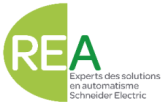 REA
Experts des solutions
en automatisme
Schneider Electric